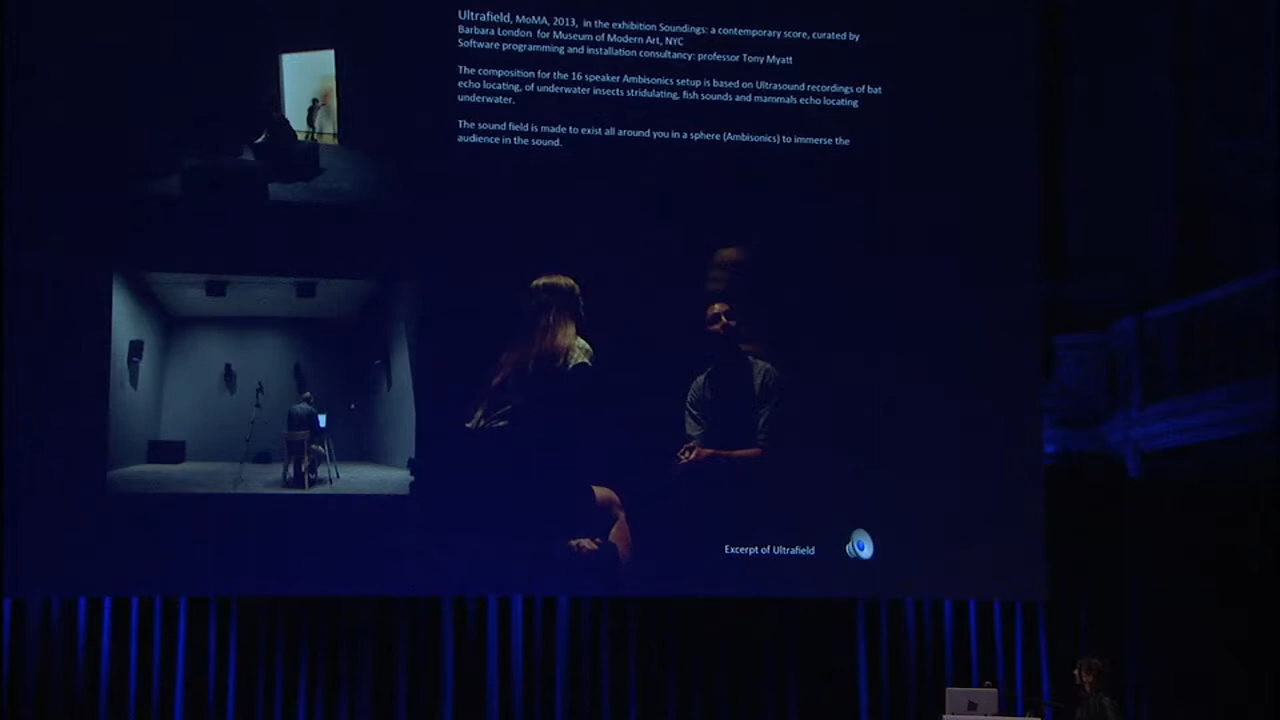 Ultrafield, MoMA, 2013, in the exhibition Soundings: a contemporary score, curated by
Barbara London for Museum of Modern Art, NYC
Software programming and installation consultancy: professor Tony Myatt
The composition for the 16 speaker Ambisonics setup is based on Ultrasound recordings of bat
echo locating, of underwater insects stridulating, fish sounds and mammals echo locating
underwater.
The sound field is made to exist all around you in a sphere (Ambisonics) to immerse the
audience in the sound.
Excerpt of Ultrafield